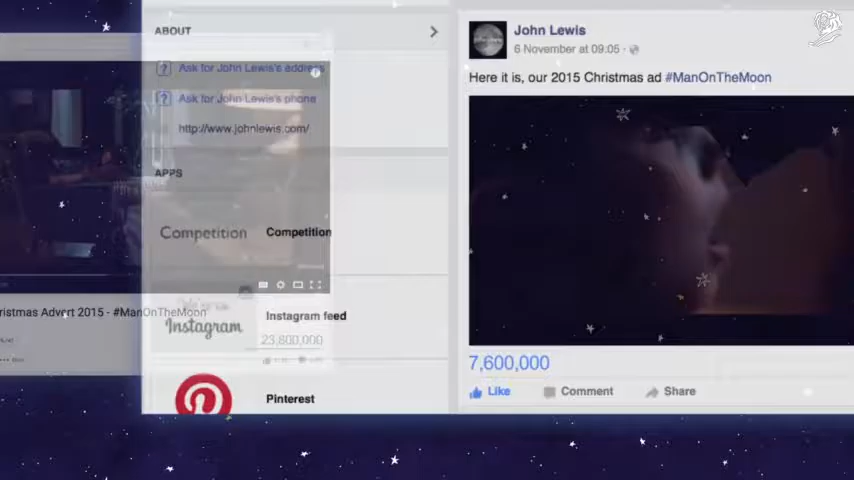 ABOUT
Ask for John Lewis's address
Ask for John Lewis's phone
http://www.johnlewis.com/
APPS
Competition Competition
ristmas Advert 2015 - #ManOnTheMoon
Instagram Instagram feed
23,800,000
Pinterest
John Lewis
6 November at 09:05
Here it is, our 2015 Christmas ad #ManOnTheMoon
7,600,000
Like Comment Share